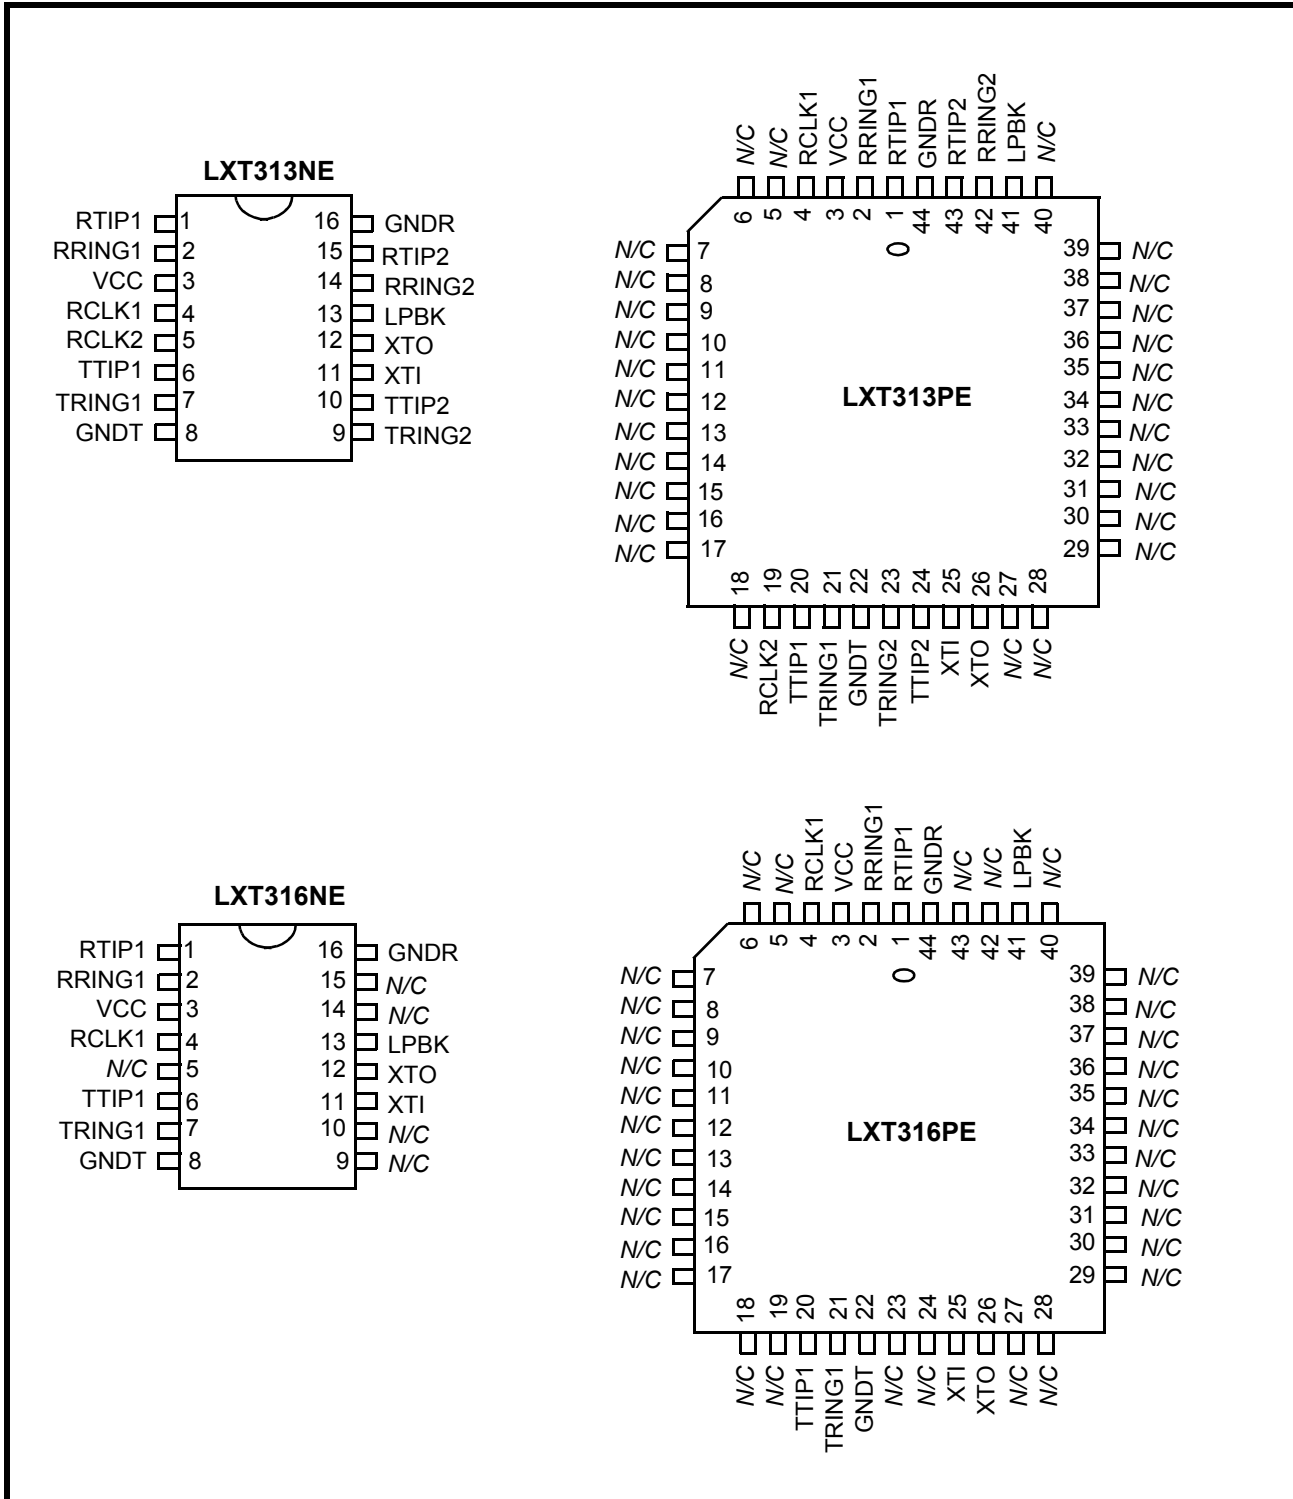 LXT313NE
RTIP1 1 16 GNDR
RRING1 2 15 RTIP2
VCC 3 14 RRING2
RCLK1 4 13 LPBK
RCLK2 5 12 XTO
TTIP1 6 11 XTI
TRING1 7 10 TTIP2
GNDT 8 9 TRING2
N/C N/C RCLK1 VCC RRING1 RTIP1 GNDR RTIP2 RRING2 LPBK N/C
6 5 4 3 2 1 44 43 42 41 40
N/C 7 39 N/C
N/C 8 38 N/C
N/C 9 37 N/C
N/C 10 36 N/C
N/C 11 35 N/C
N/C 12 34 N/C
LXT313PE
N/C 13 33 N/C
N/C 14 32 N/C
N/C 15 31 N/C
N/C 16 30 N/C
N/C 17 29 N/C
18 19 20 21 22 23 24 25 26 27 28
N/C RCLK2 TTIP1 TRING1 GNDT TRING2 TTIP2 XTI XTO N/C N/C
LXT316NE
RTIP1 1 16 GNDR
RRING1 2 15 N/C
VCC 3 14 N/C
RCLK1 4 13 LPBK
N/C 5 12 XTO
TTIP1 6 11 XTI
TRING1 7 10 N/C
GNDT 8 9 N/C
N/C N/C RCLK1 VCC RRING1 RTIP1 GNDR N/C N/C LPBK N/C
6 5 4 3 2 1 44 43 42 41 40
N/C 7 39 N/C
N/C 8 38 N/C
N/C 9 37 N/C
N/C 10 36 N/C
N/C 11 35 N/C
N/C 12 34 N/C
LXT316PE
N/C 13 33 N/C
N/C 14 32 N/C
N/C 15 31 N/C
N/C 16 30 N/C
N/C 17 29 N/C
18 19 20 21 22 23 24 25 26 27 28
N/C N/C TTIP1 TRING1 GNDT N/C N/C XTI XTO N/C N/C